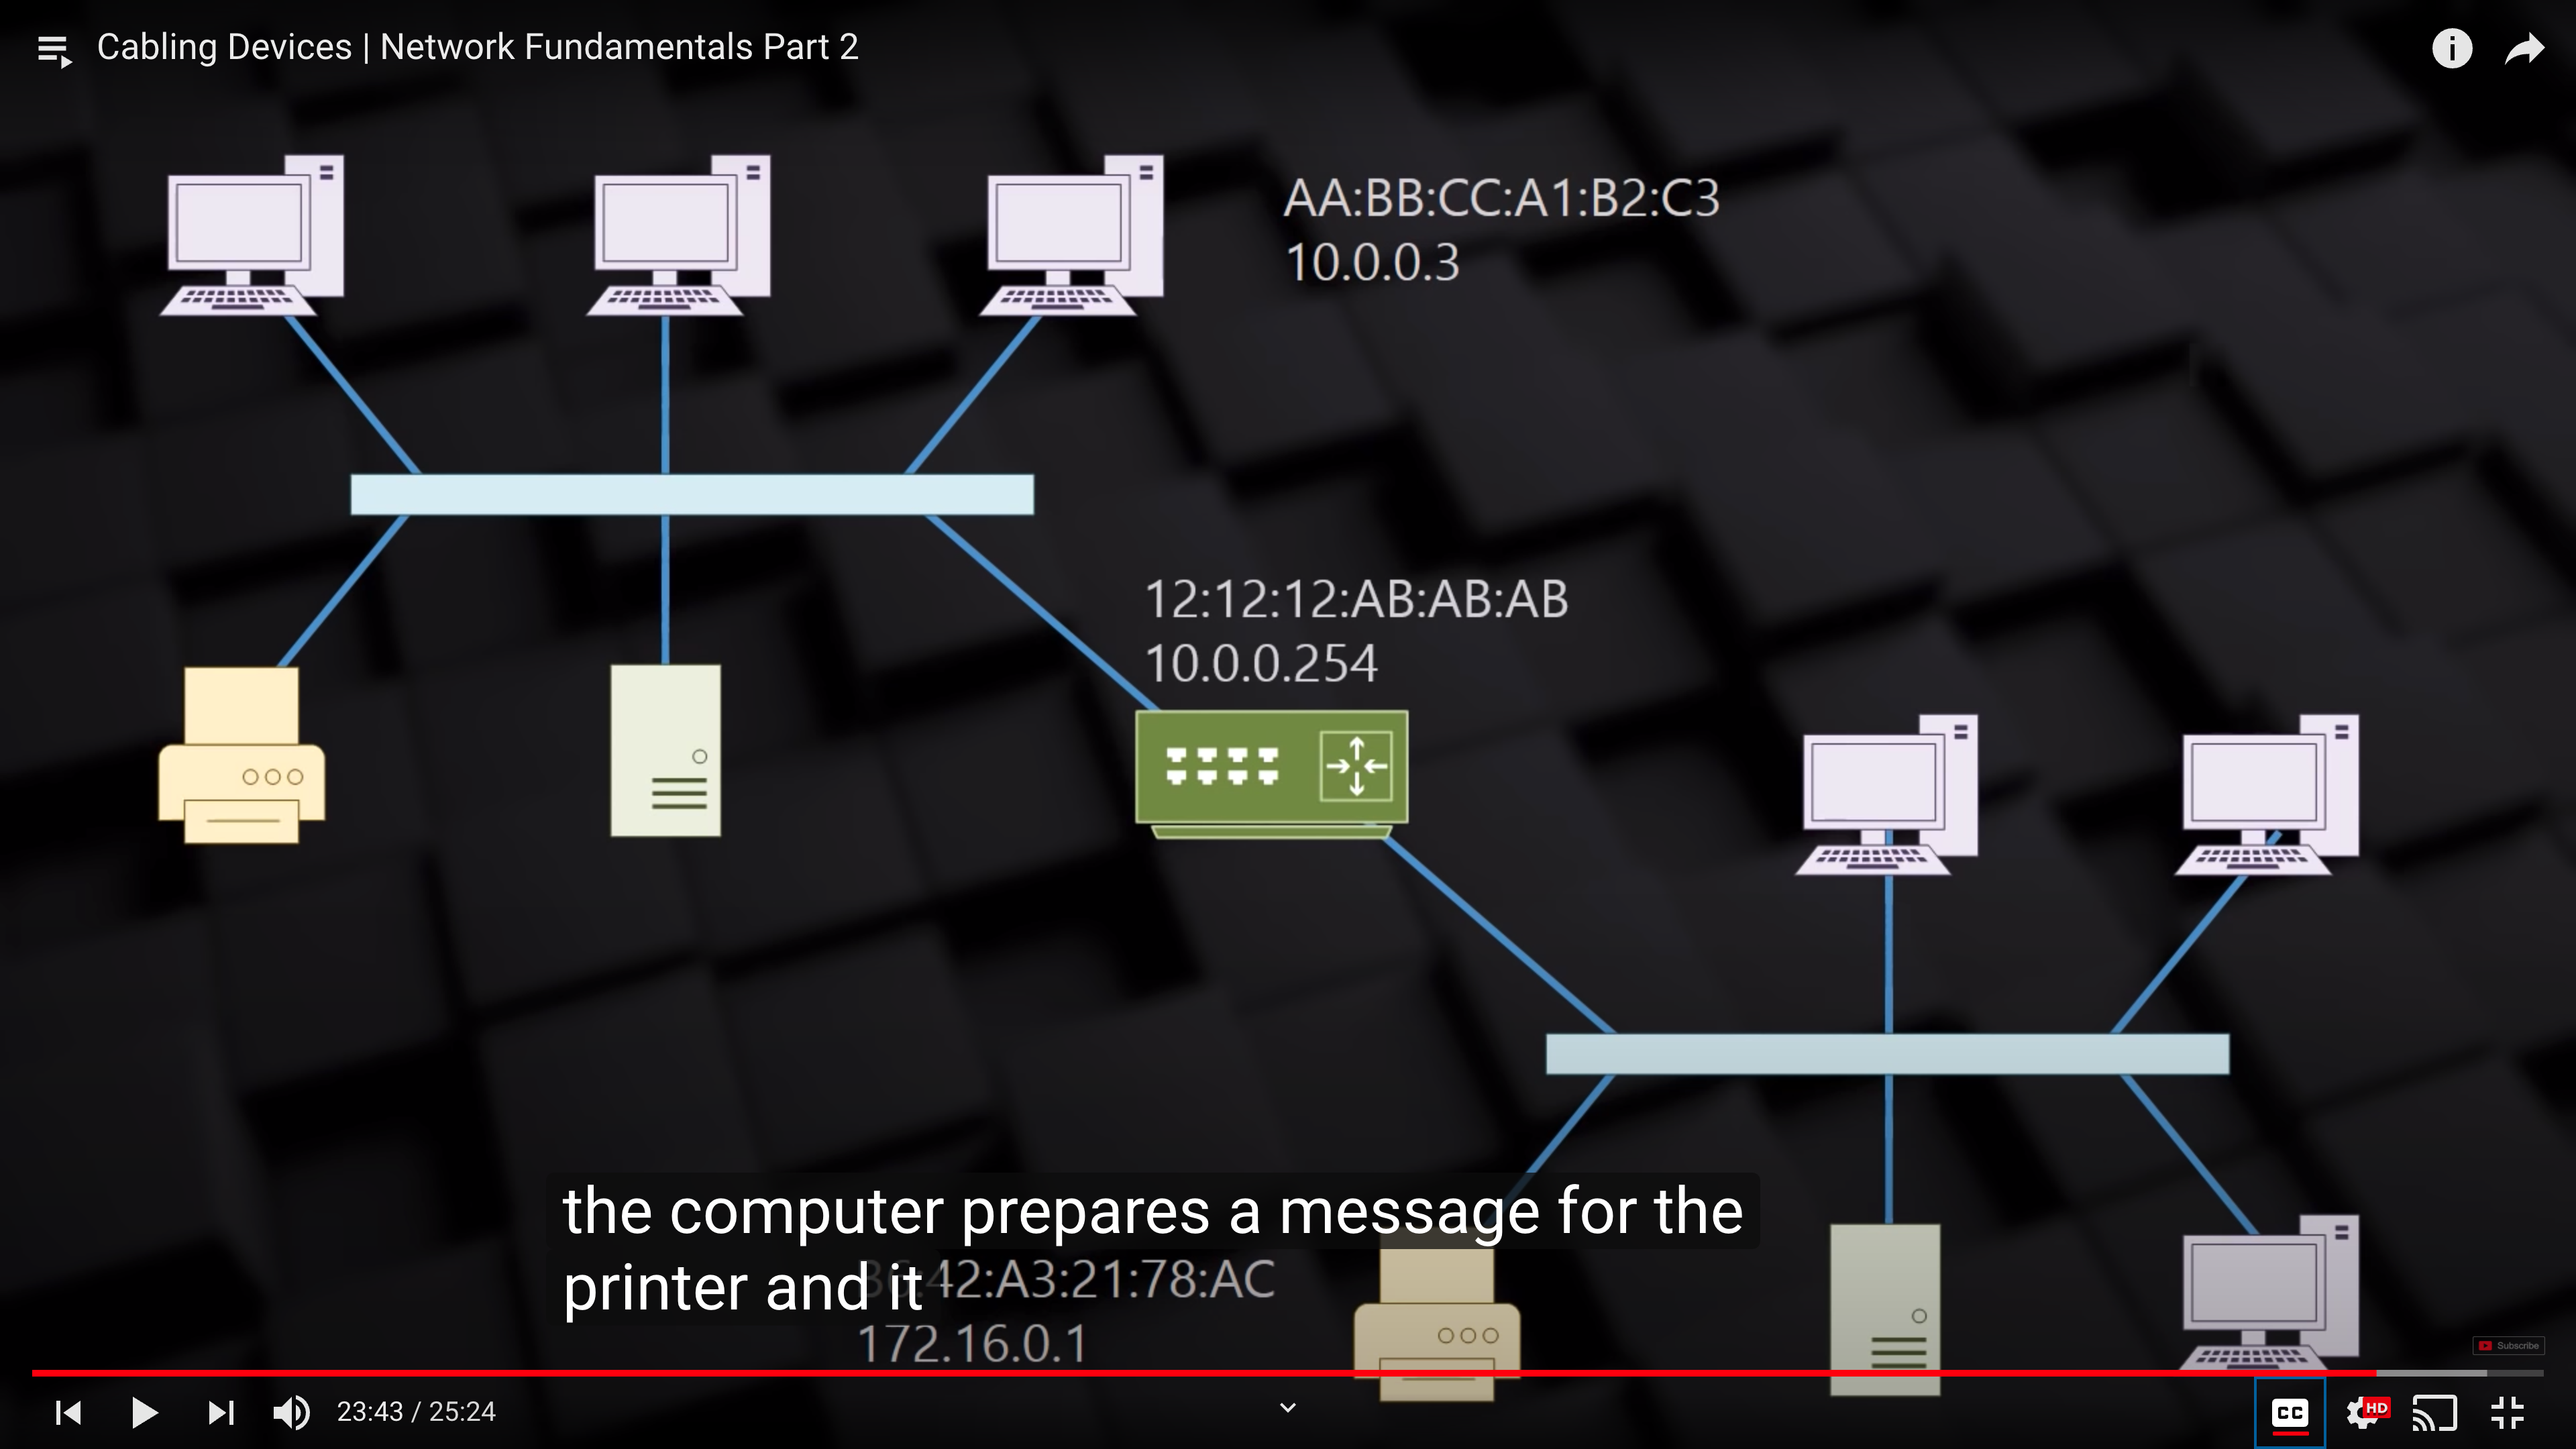 Cabling Devices | Network Fundamentals Part 2
AA:BB:CC:A1:B2:C3
10.0.0.3
12:12:12:AB:AB:AB
10.0.0.254
the computer prepares a message for the
printer and it
42:A3:21:78:AC
172.16.0.1
Subscribe
23:43 / 25:24
CC
HD